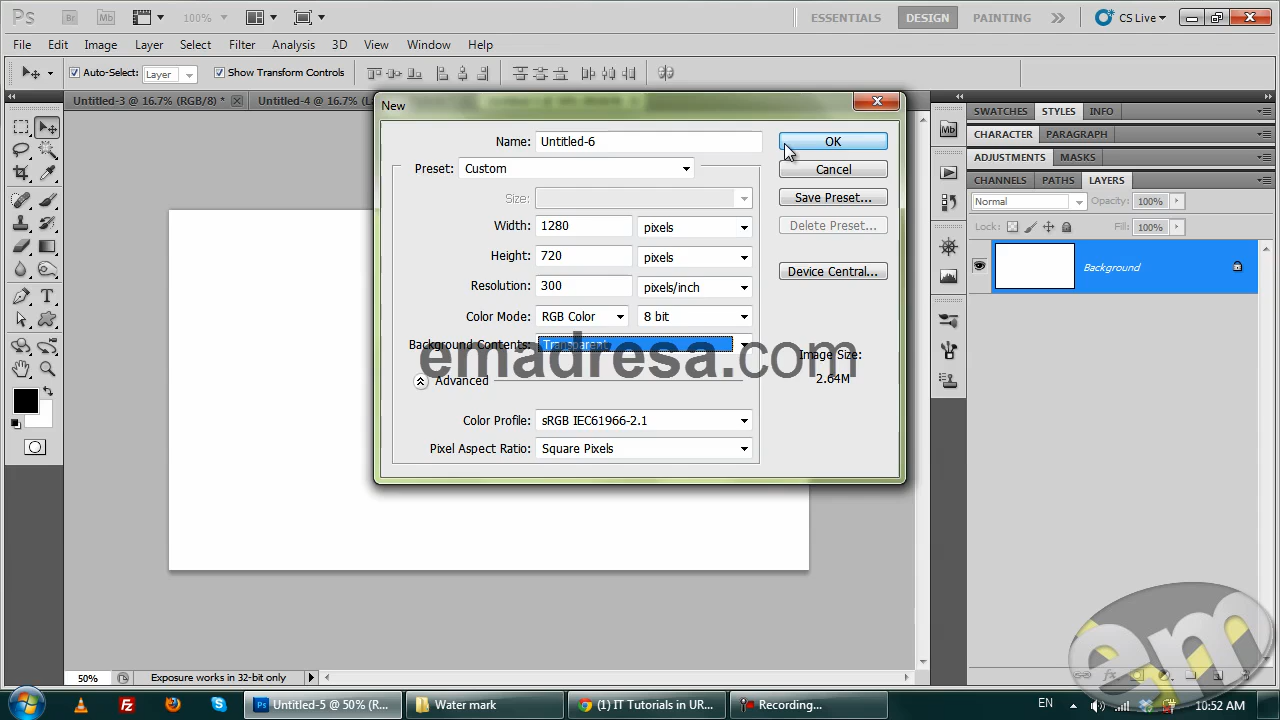 Ps Br Mb 100% ESSENTIALS DESIGN PAINTING CS Live
File Edit Image Layer Select Filter Analysis 3D View Window Help
Auto-Select: Layer Show Transform Controls
Untitled-3 @ 16.7% (RGB/8) * Untitled-4 @ 16.7% (L
New
Name: Untitled-6 OK
Preset: Custom Cancel
Size: Save Preset...
Width: 1280 pixels Delete Preset...
Height: 720 pixels
Resolution: 300 pixels/inch Device Central...
Color Mode: RGB Color 8 bit
Background Contents: Transparent
Image Size:
2.64M
Advanced
Color Profile: sRGB IEC61966-2.1
Pixel Aspect Ratio: Square Pixels
emadresa.com
Mb
SWATCHES STYLES INFO
CHARACTER PARAGRAPH
ADJUSTMENTS MASKS
CHANNELS PATHS LAYERS
Normal Opacity: 100%
Lock: Fill: 100%
Background
em
50% Exposure works in 32-bit only
Ps Untitled-5 @ 50% (R... Water mark (1) IT Tutorials in UR... Recording... EN 10:52 AM